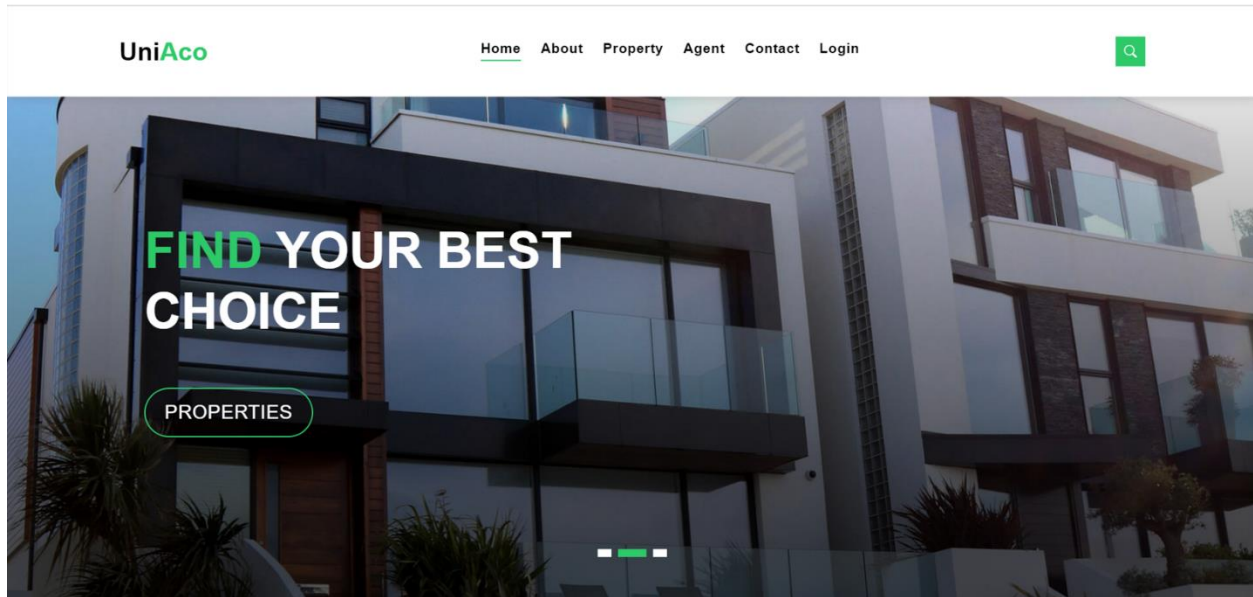 UniAco
Home About Property Agent Contact Login
FIND YOUR BEST
CHOICE
PROPERTIES